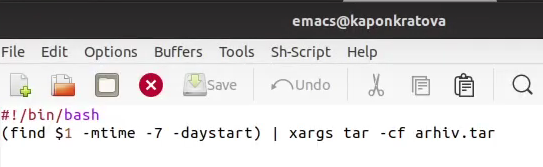 emacs@kaponkratova
File Edit Options Buffers Tools Sh-Script Help
Save Undo
#!/bin/bash
(find $1 -mtime -7 -daystart) | xargs tar -cf arhiv.tar